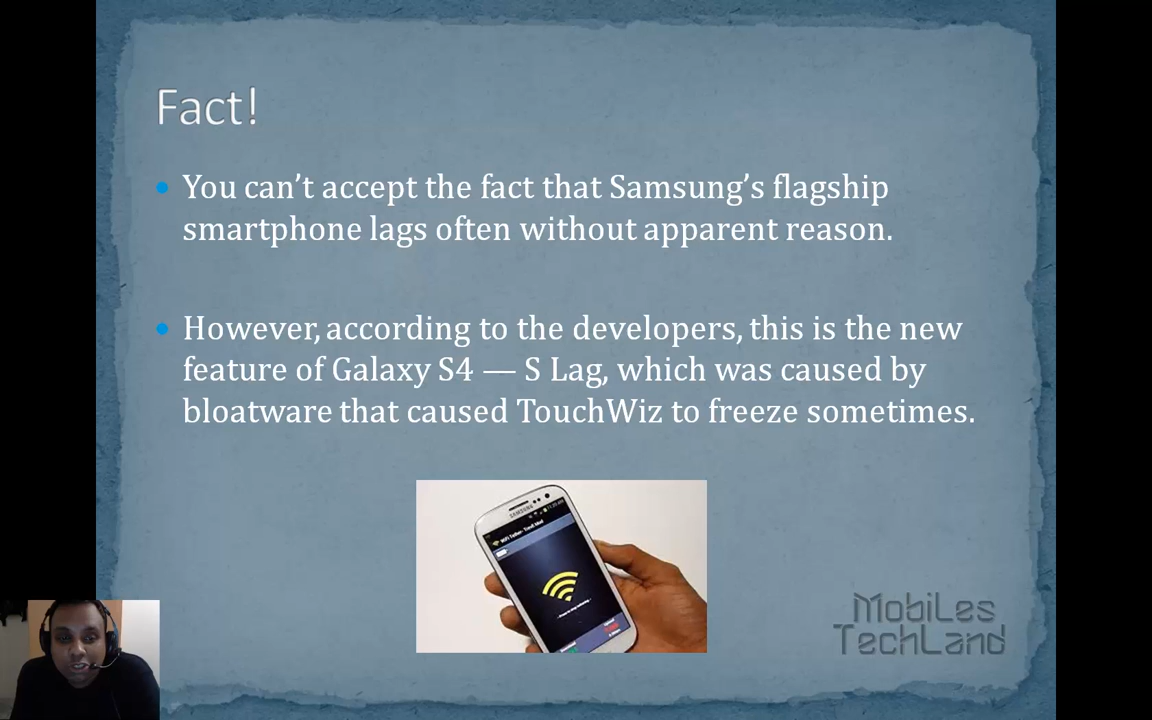 Fact!
You can't accept the fact that Samsung's flagship
smartphone lags often without apparent reason.
However, according to the developers, this is the new
feature of Galaxy S4 — S Lag, which was caused by
bloatware that caused TouchWiz to freeze sometimes.
SAMSUNG
MobiLes
TechLand